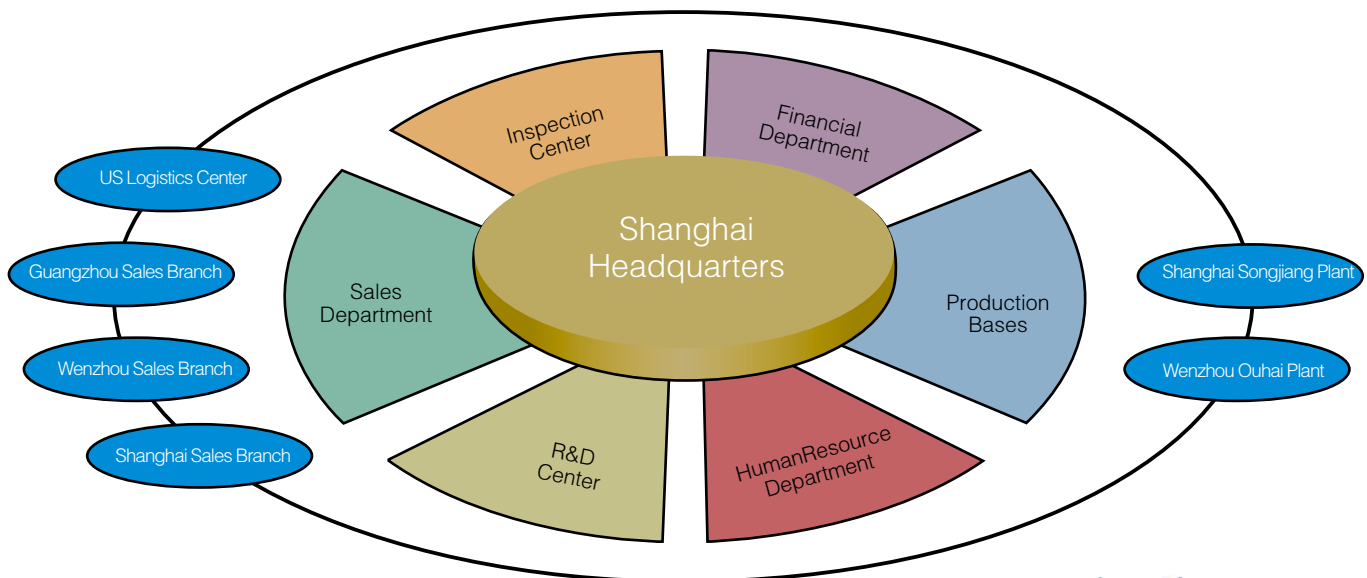 Inspection
Center
Financial
Department
US Logistics Center
Guangzhou Sales Branch
Wenzhou Sales Branch
Shanghai Sales Branch
Sales
Department
Shanghai
Headquarters
Production
Bases
Shanghai Songjiang Plant
Wenzhou Ouhai Plant
R&D
Center
HumanResource
Department